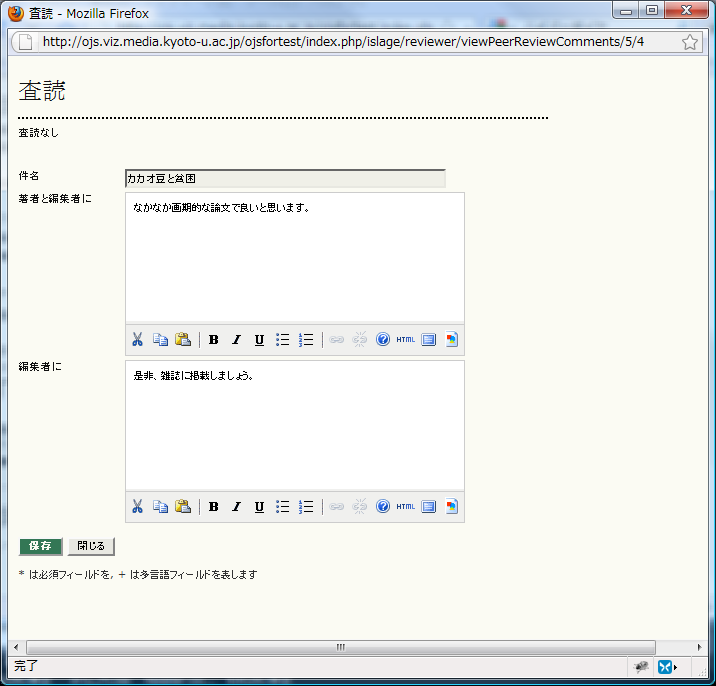 査読 - Mozilla Firefox
http://ojs.viz.media.kyoto-u.ac.jp/ojsfortest/index.php/islage/reviewer/viewPeerReviewComments/5/4
査読
査読なし
件名
カカオ豆と貧困
著者と編集者に
なかなか画期的な論文で良いと思います。
B I U HTML
編集者に
是非、雑誌に掲載しましょう。
B I U HTML
保存 閉じる
* は必須フィールドを, + は多言語フィールドを表します
完了